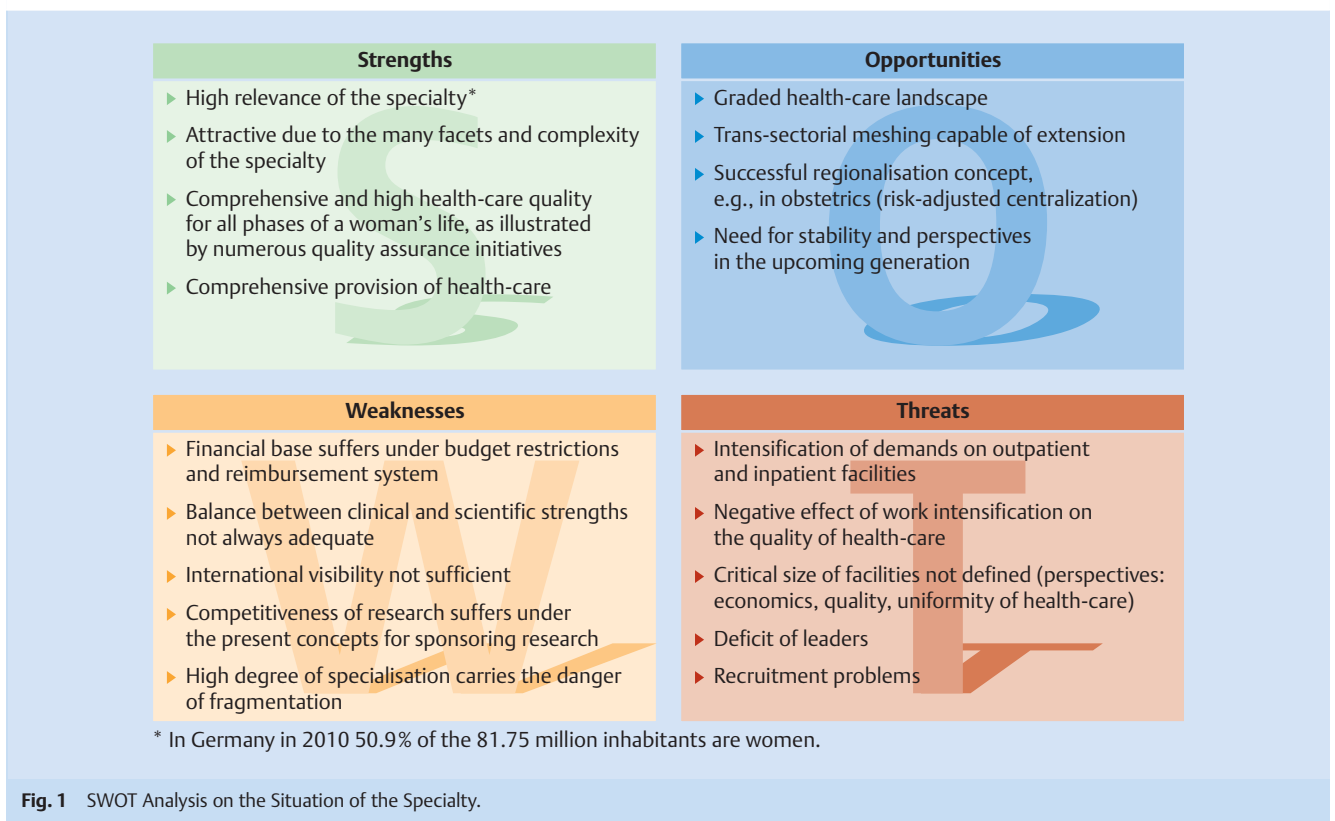 Strengths
▶ High relevance of the specialty*
▶ Attractive due to the many facets and complexity
of the specialty
▶ Comprehensive and high health-care quality
for all phases of a woman's life, as illustrated
by numerous quality assurance initiatives
▶ Comprehensive provision of health-care
S
Opportunities
▶ Graded health-care landscape
▶ Trans-sectorial meshing capable of extension
▶ Successful regionalisation concept,
e.g., in obstetrics (risk-adjusted centralization)
▶ Need for stability and perspectives
in the upcoming generation
O
Weaknesses
▶ Financial base suffers under budget restrictions
and reimbursement system
▶ Balance between clinical and scientific strengths
not always adequate
▶ International visibility not sufficient
▶ Competitiveness of research suffers under
the present concepts for sponsoring research
▶ High degree of specialisation carries the danger
of fragmentation
W
Threats
▶ Intensification of demands on outpatient
and inpatient facilities
▶ Negative effect of work intensification on
the quality of health-care
▶ Critical size of facilities not defined (perspectives:
economics, quality, uniformity of health-care)
▶ Deficit of leaders
▶ Recruitment problems
T
* In Germany in 2010 50.9% of the 81.75 million inhabitants are women.
Fig. 1 SWOT Analysis on the Situation of the Specialty.